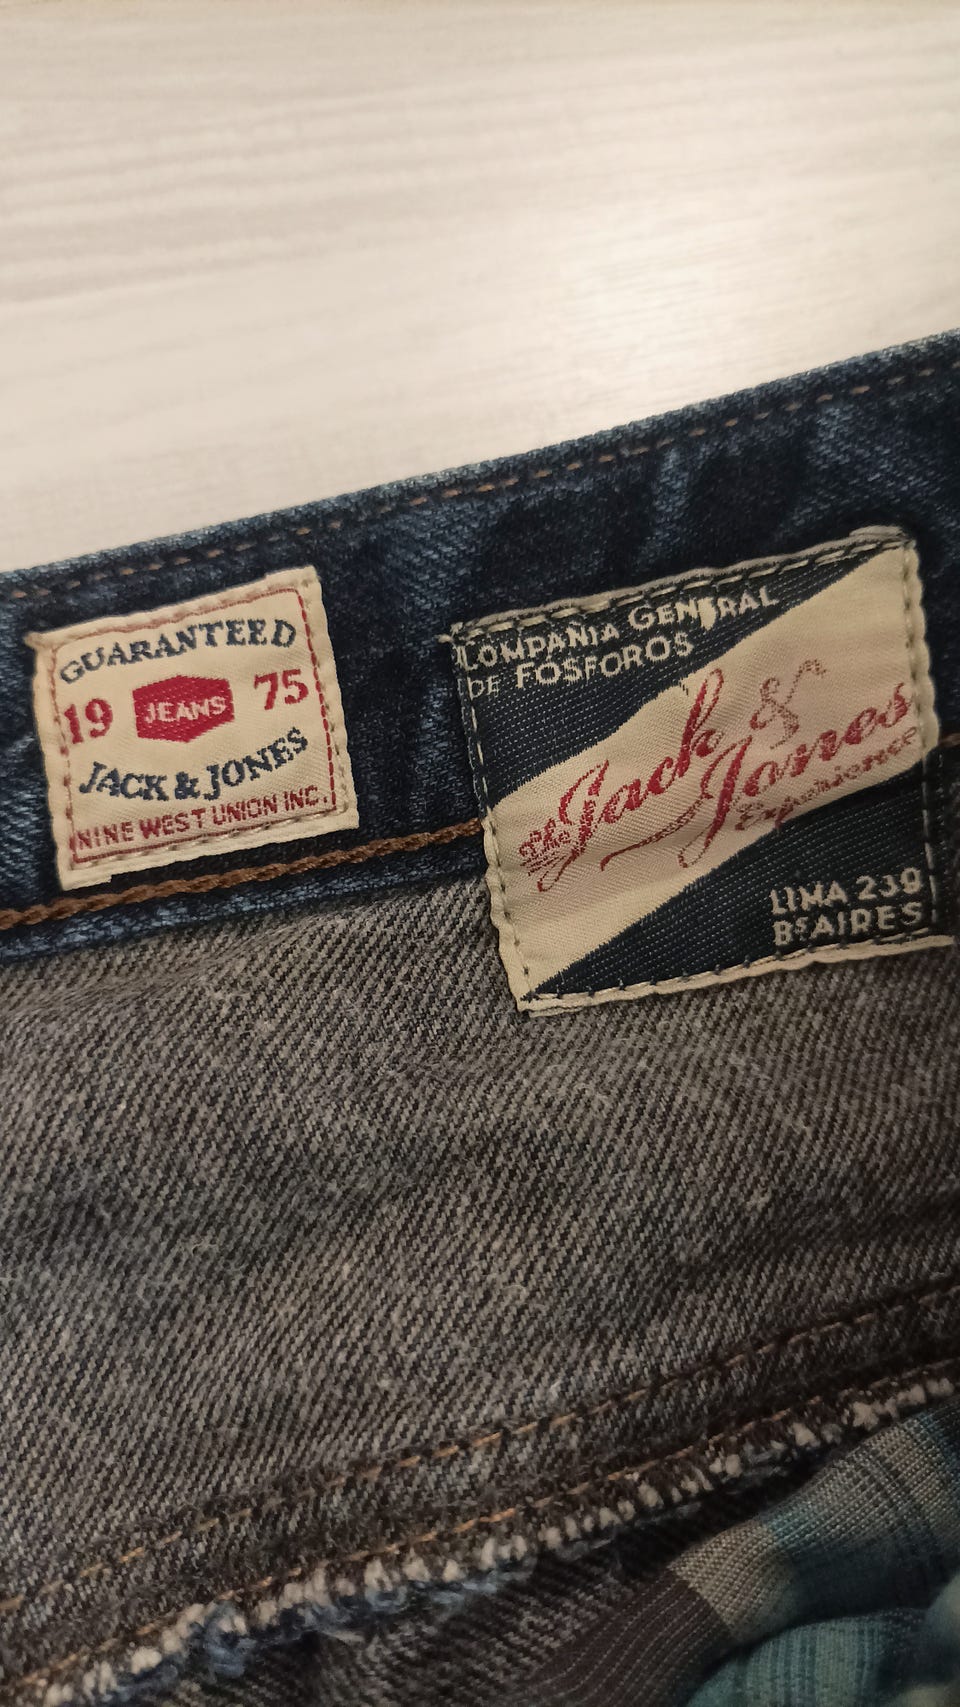 GUARANTEED
19 JEANS 75
JACK & JONES
NINE WEST UNION INC.
COMPAÑIA GENERAL
DE FOSFOROS
The Jack &
Jones
Experience
LIMA 239
Bs AIRES